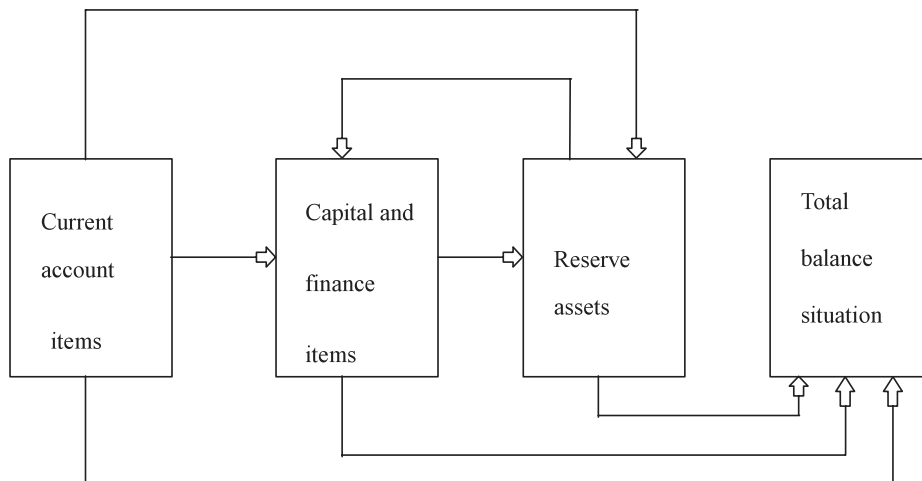 Current
account
items
Capital and
finance
items
Reserve
assets
Total
balance
situation